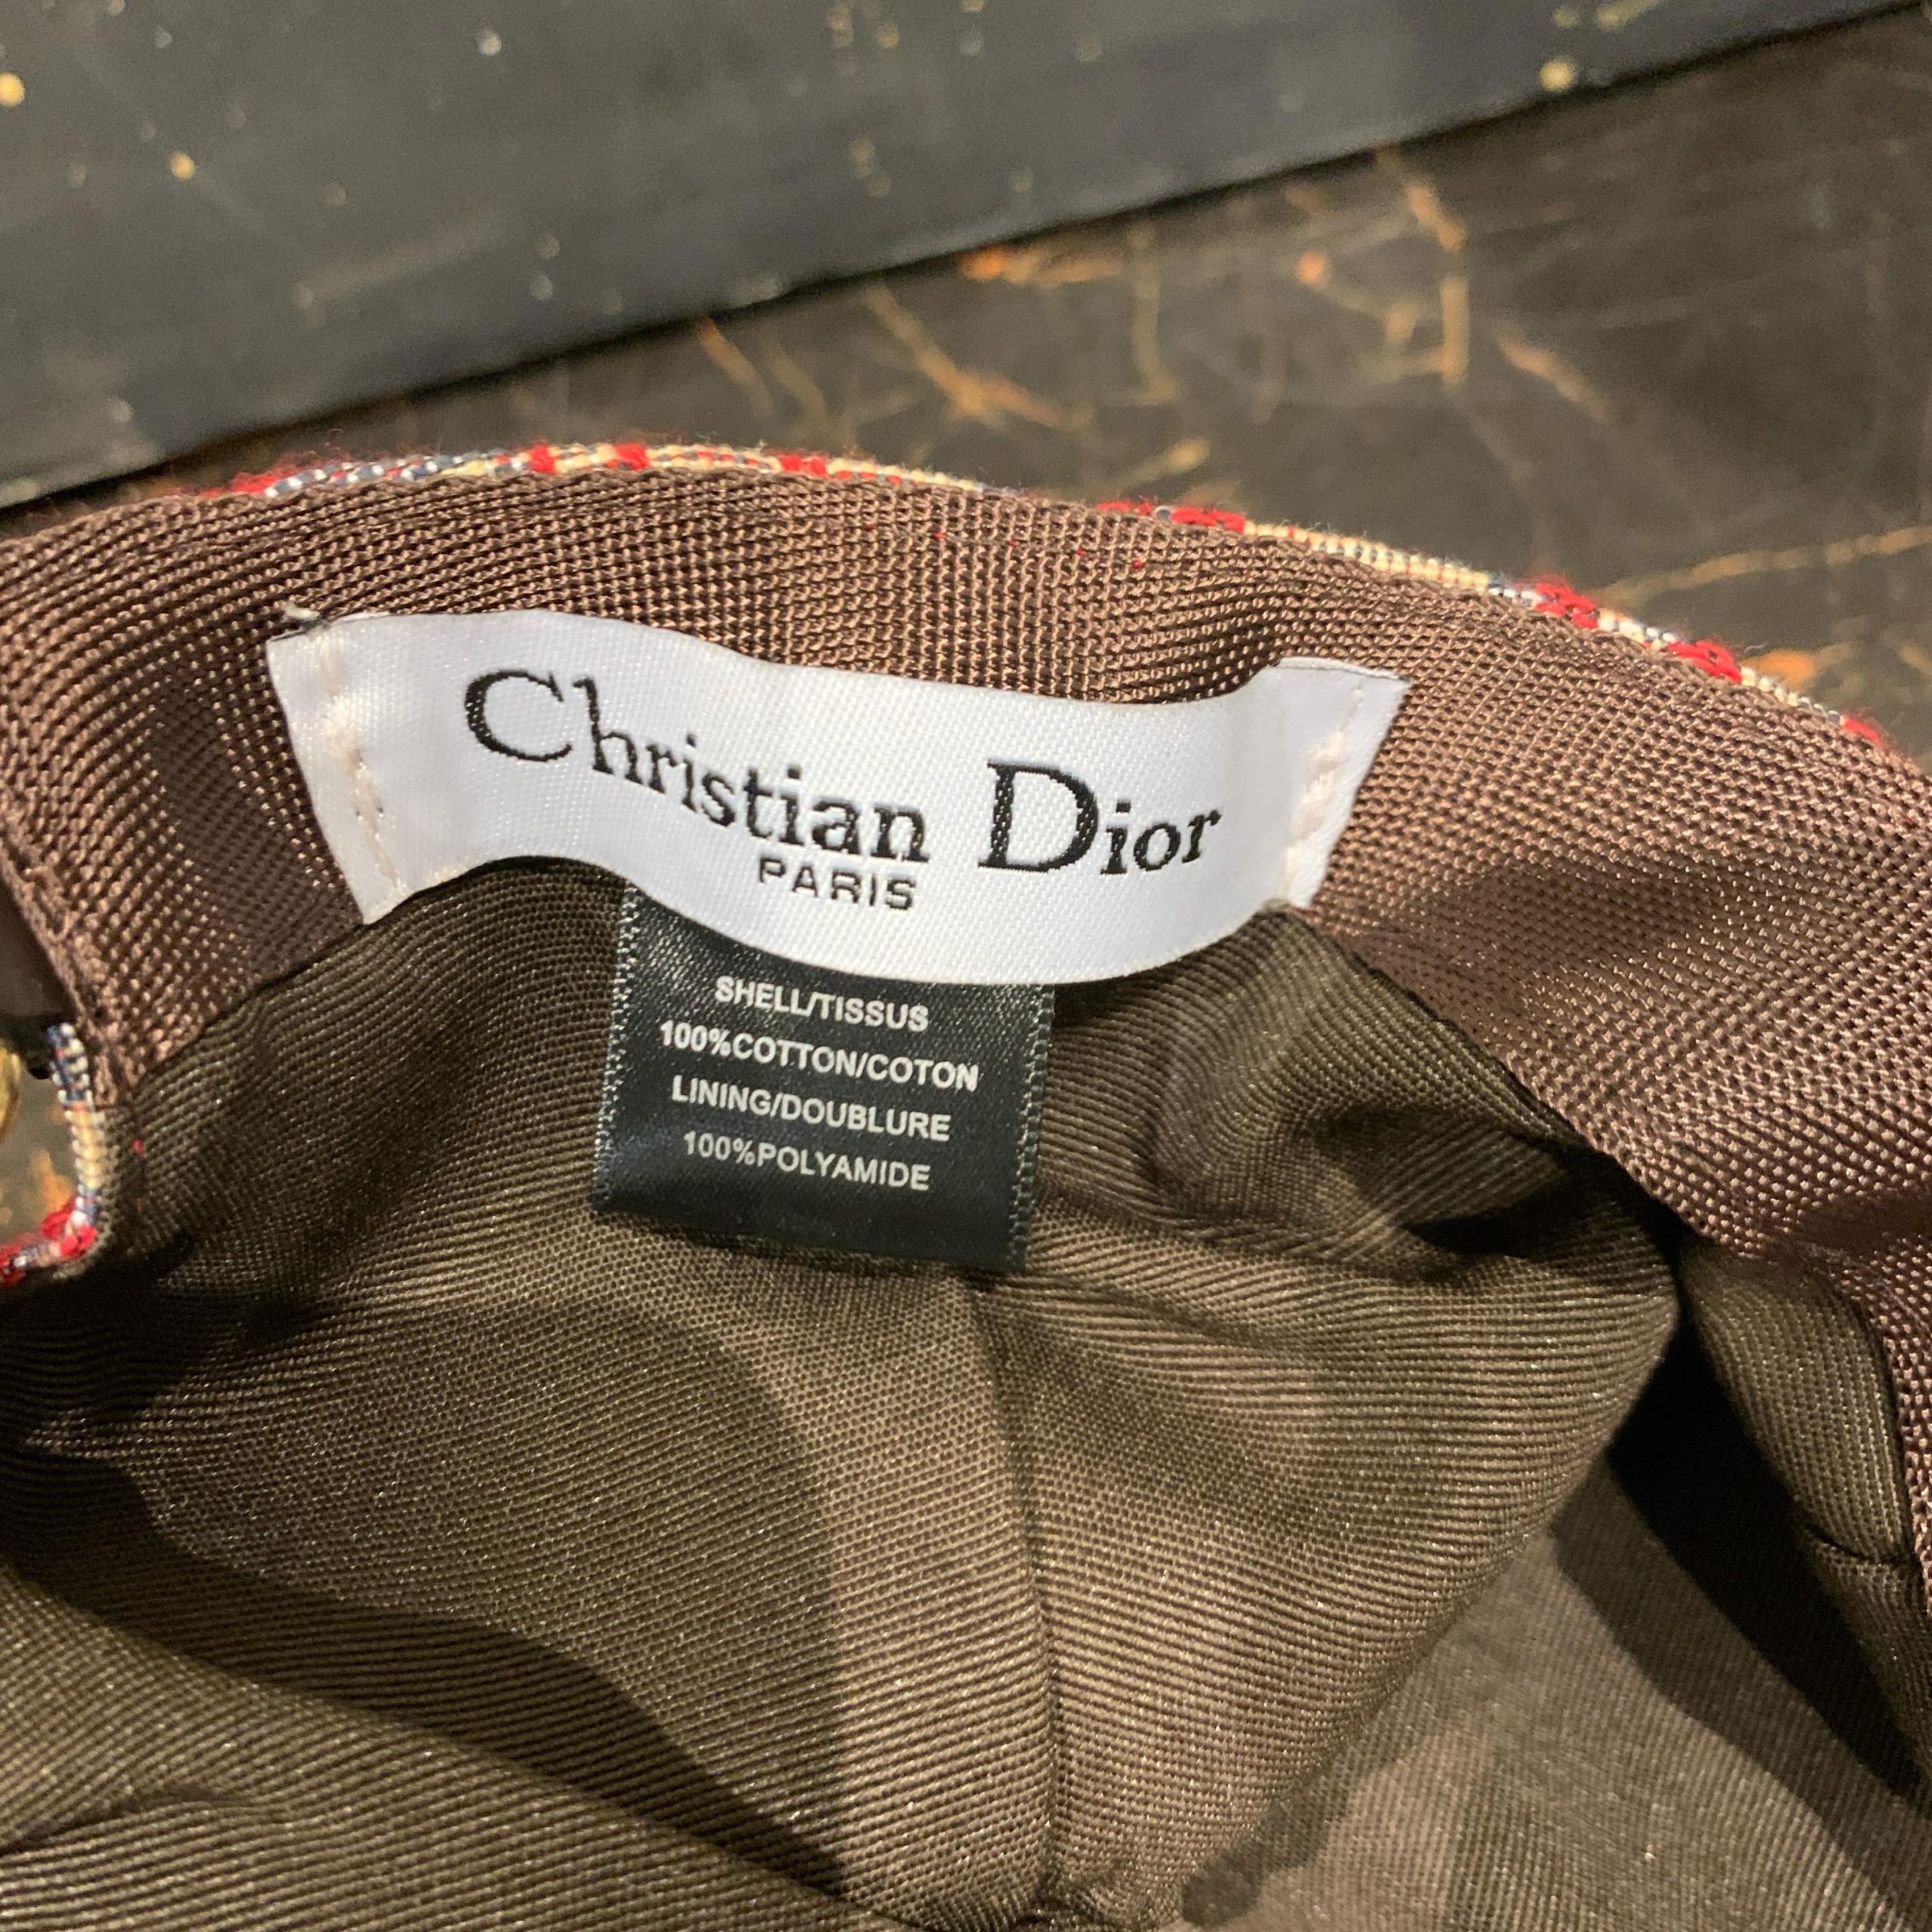 Christian Dior
PARIS
SHELL/TISSUS
100%COTTON/COTON
LINING/DOUBLURE
100%POLYAMIDE